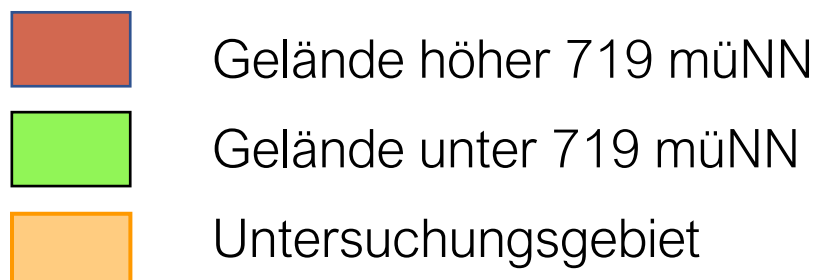 Gelände höher 719 müNN
Gelände unter 719 müNN
Untersuchungsgebiet